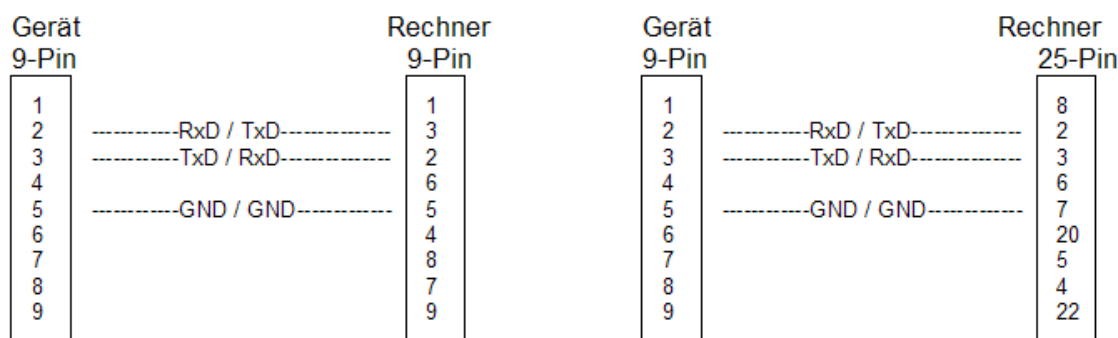 Gerät Rechner Gerät Rechner
9-Pin 9-Pin 9-Pin 25-Pin
1 1 1 8
2 ------------RxD / TxD--------------- 3 2 ------------RxD / TxD--------------- 2
3 ------------TxD / RxD--------------- 2 3 ------------TxD / RxD--------------- 3
4 6 4 6
5 ------------GND / GND------------- 5 5 ------------GND / GND------------- 7
6 4 6 20
7 8 7 5
8 7 8 4
9 9 9 22